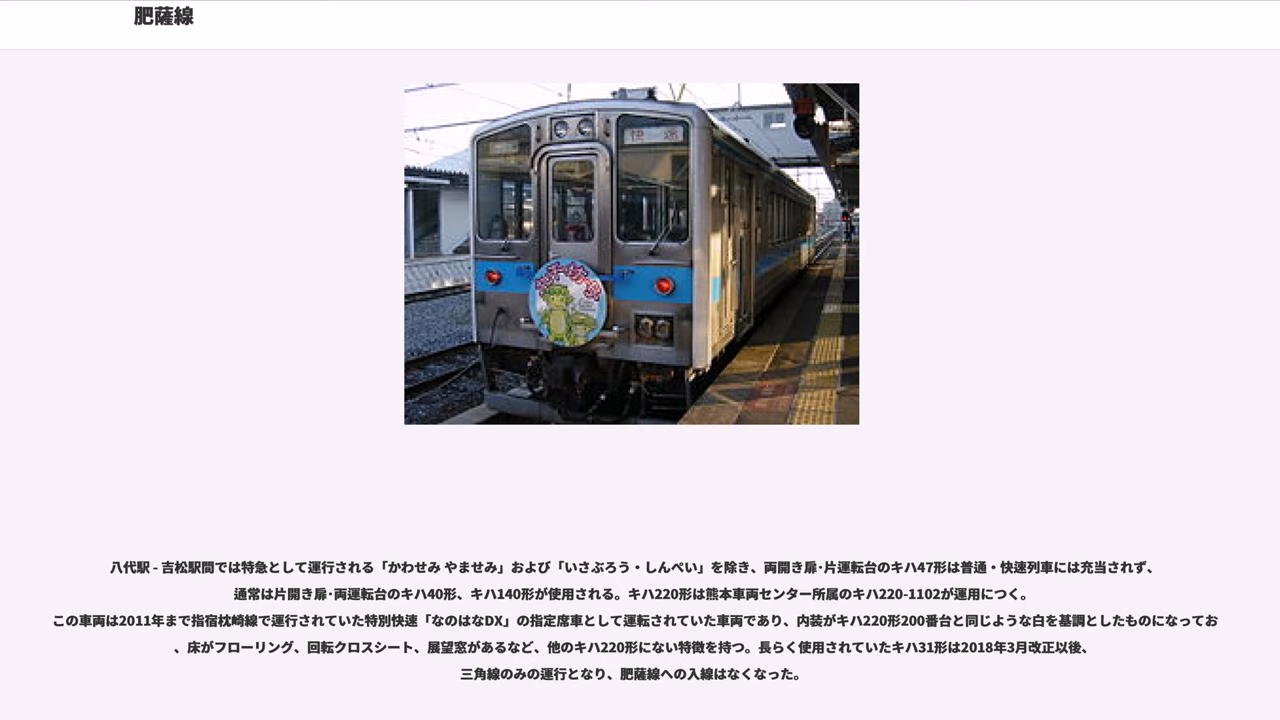 肥薩線
快速
八代駅 - 吉松駅間では特急として運行される「かわせみ やませみ」および「いさぶろう・しんぺい」を除き、両開き扉･片運転台のキハ47形は普通・快速列車には充当されず、
通常は片開き扉･両運転台のキハ40形、キハ140形が使用される。キハ220形は熊本車両センター所属のキハ220-1102が運用につく。
この車両は2011年まで指宿枕崎線で運行されていた特別快速「なのはなDX」の指定席車として運転されていた車両であり、内装がキハ220形200番台と同じような白を基調としたものになってお
、床がフローリング、回転クロスシート、展望窓があるなど、他のキハ220形にない特徴を持つ。長らく使用されていたキハ31形は2018年3月改正以後、
三角線のみの運行となり、肥薩線への入線はなくなった。